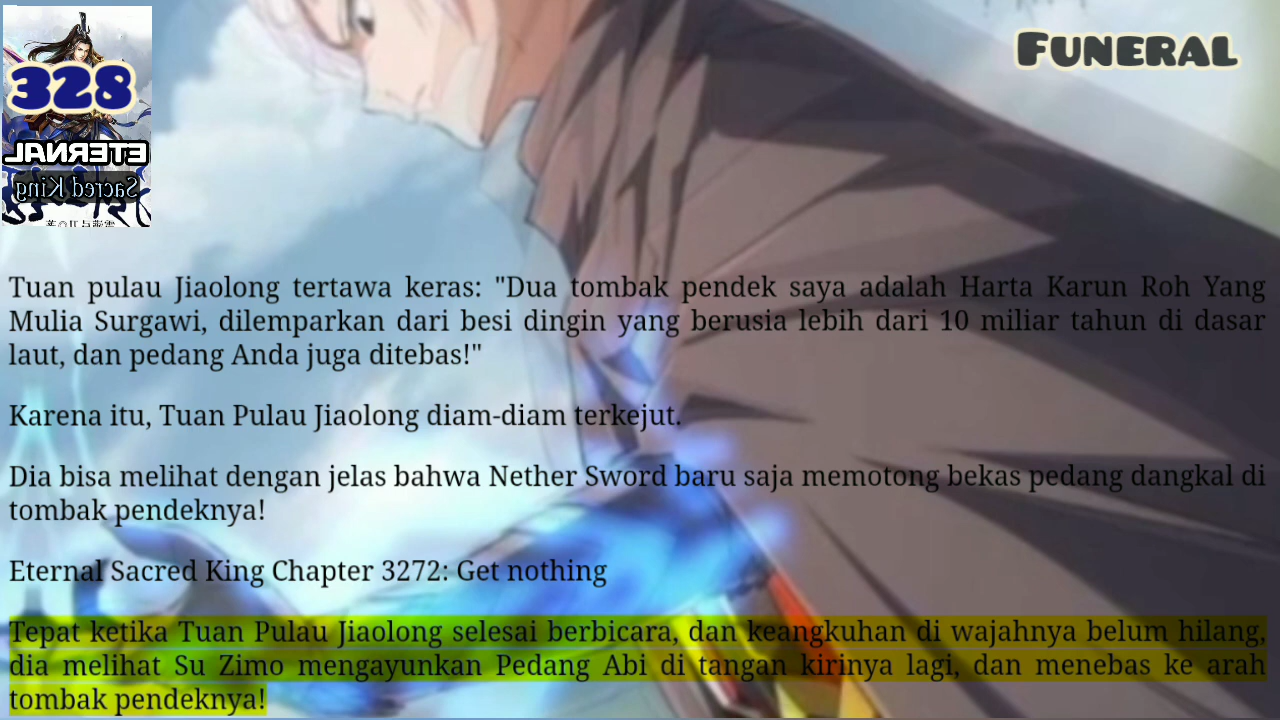 328
FUNERAL
ETERNAL
Sacred King
Tuan pulau Jiaolong tertawa keras: "Dua tombak pendek saya adalah Harta Karun Roh Yang
Mulia Surgawi, dilemparkan dari besi dingin yang berusia lebih dari 10 miliar tahun di dasar
laut, dan pedang Anda juga ditebas!"
Karena itu, Tuan Pulau Jiaolong diam-diam terkejut.
Dia bisa melihat dengan jelas bahwa Nether Sword baru saja memotong bekas pedang dangkal di
tombak pendeknya!
Eternal Sacred King Chapter 3272: Get nothing
Tepat ketika Tuan Pulau Jiaolong selesai berbicara, dan keangkuhan di wajahnya belum hilang,
dia melihat Su Zimo mengayunkan Pedang Abi di tangan kirinya lagi, dan menebas ke arah
tombak pendeknya!